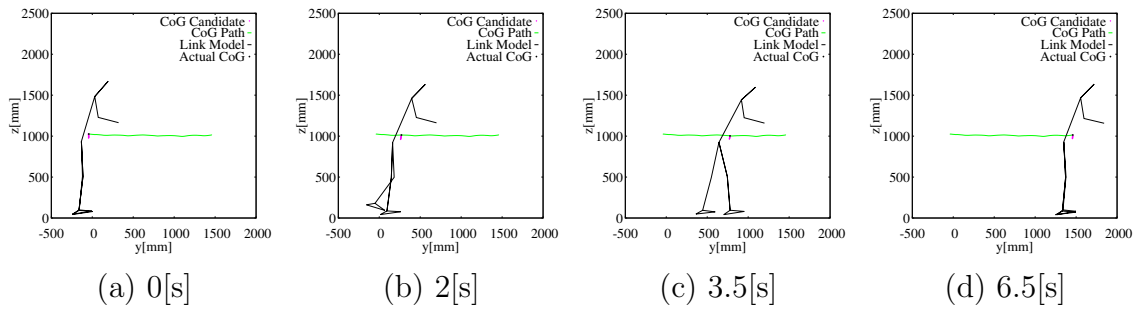 2500
2000
1500
1000
500
0
z[mm]
-500 0 500 1000 1500 2000
y[mm]
CoG Candidate
CoG Path
Link Model
Actual CoG
(a) 0[s]
2500
2000
1500
1000
500
0
z[mm]
-500 0 500 1000 1500 2000
y[mm]
CoG Candidate
CoG Path
Link Model
Actual CoG
(b) 2[s]
2500
2000
1500
1000
500
0
z[mm]
-500 0 500 1000 1500 2000
y[mm]
CoG Candidate
CoG Path
Link Model
Actual CoG
(c) 3.5[s]
2500
2000
1500
1000
500
0
z[mm]
-500 0 500 1000 1500 2000
y[mm]
CoG Candidate
CoG Path
Link Model
Actual CoG
(d) 6.5[s]